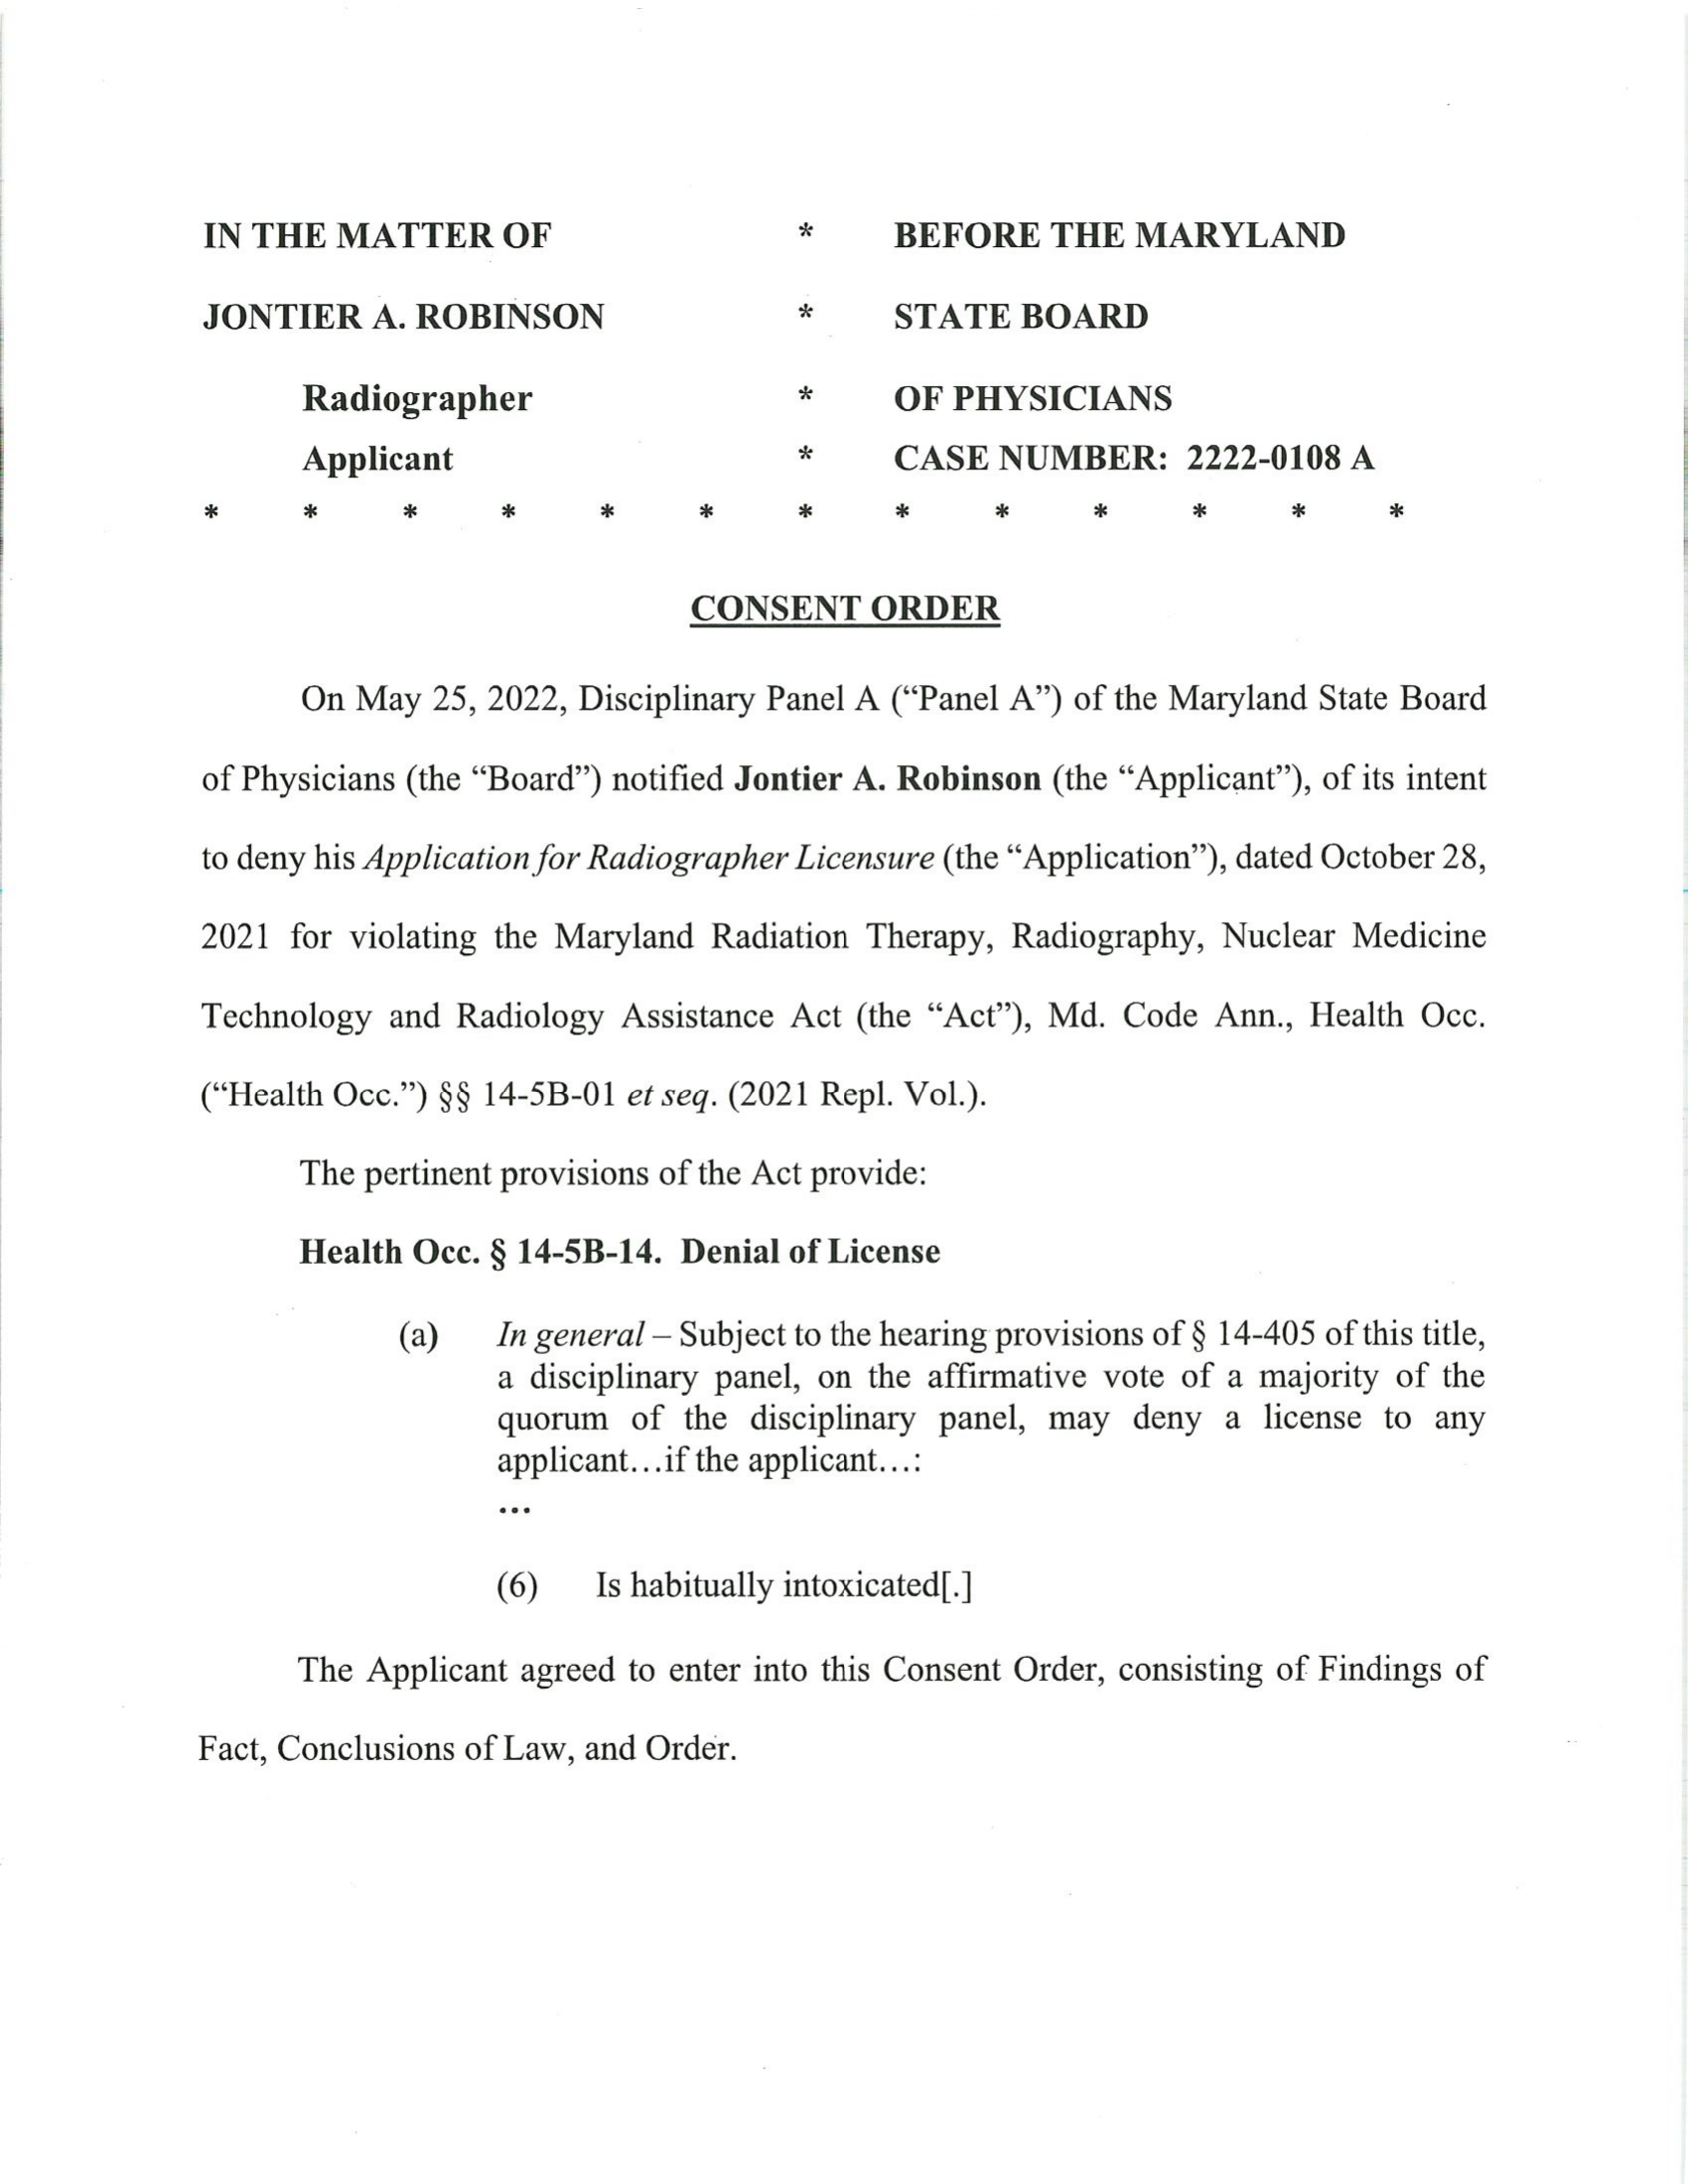 IN THE MATTER OF * BEFORE THE MARYLAND
JONTIER A. ROBINSON * STATE BOARD
Radiographer * OF PHYSICIANS
Applicant * CASE NUMBER: 2222-0108 A
* * * * * * * * * * * * *
CONSENT ORDER
On May 25, 2022, Disciplinary Panel A (“Panel A”) of the Maryland State Board
of Physicians (the “Board”) notified Jontier A. Robinson (the “Applicant”), of its intent
to deny his Application for Radiographer Licensure (the “Application”), dated October 28,
2021 for violating the Maryland Radiation Therapy, Radiography, Nuclear Medicine
Technology and Radiology Assistance Act (the “Act”), Md. Code Ann., Health Occ.
(“Health Occ.”) §§ 14-5B-01 et seq. (2021 Repl. Vol.).
The pertinent provisions of the Act provide:
Health Occ. § 14-5B-14. Denial of License
(a) In general – Subject to the hearing provisions of § 14-405 of this title,
a disciplinary panel, on the affirmative vote of a majority of the
quorum of the disciplinary panel, may deny a license to any
applicant…if the applicant…:
…
(6) Is habitually intoxicated[.]
The Applicant agreed to enter into this Consent Order, consisting of Findings of
Fact, Conclusions of Law, and Order.